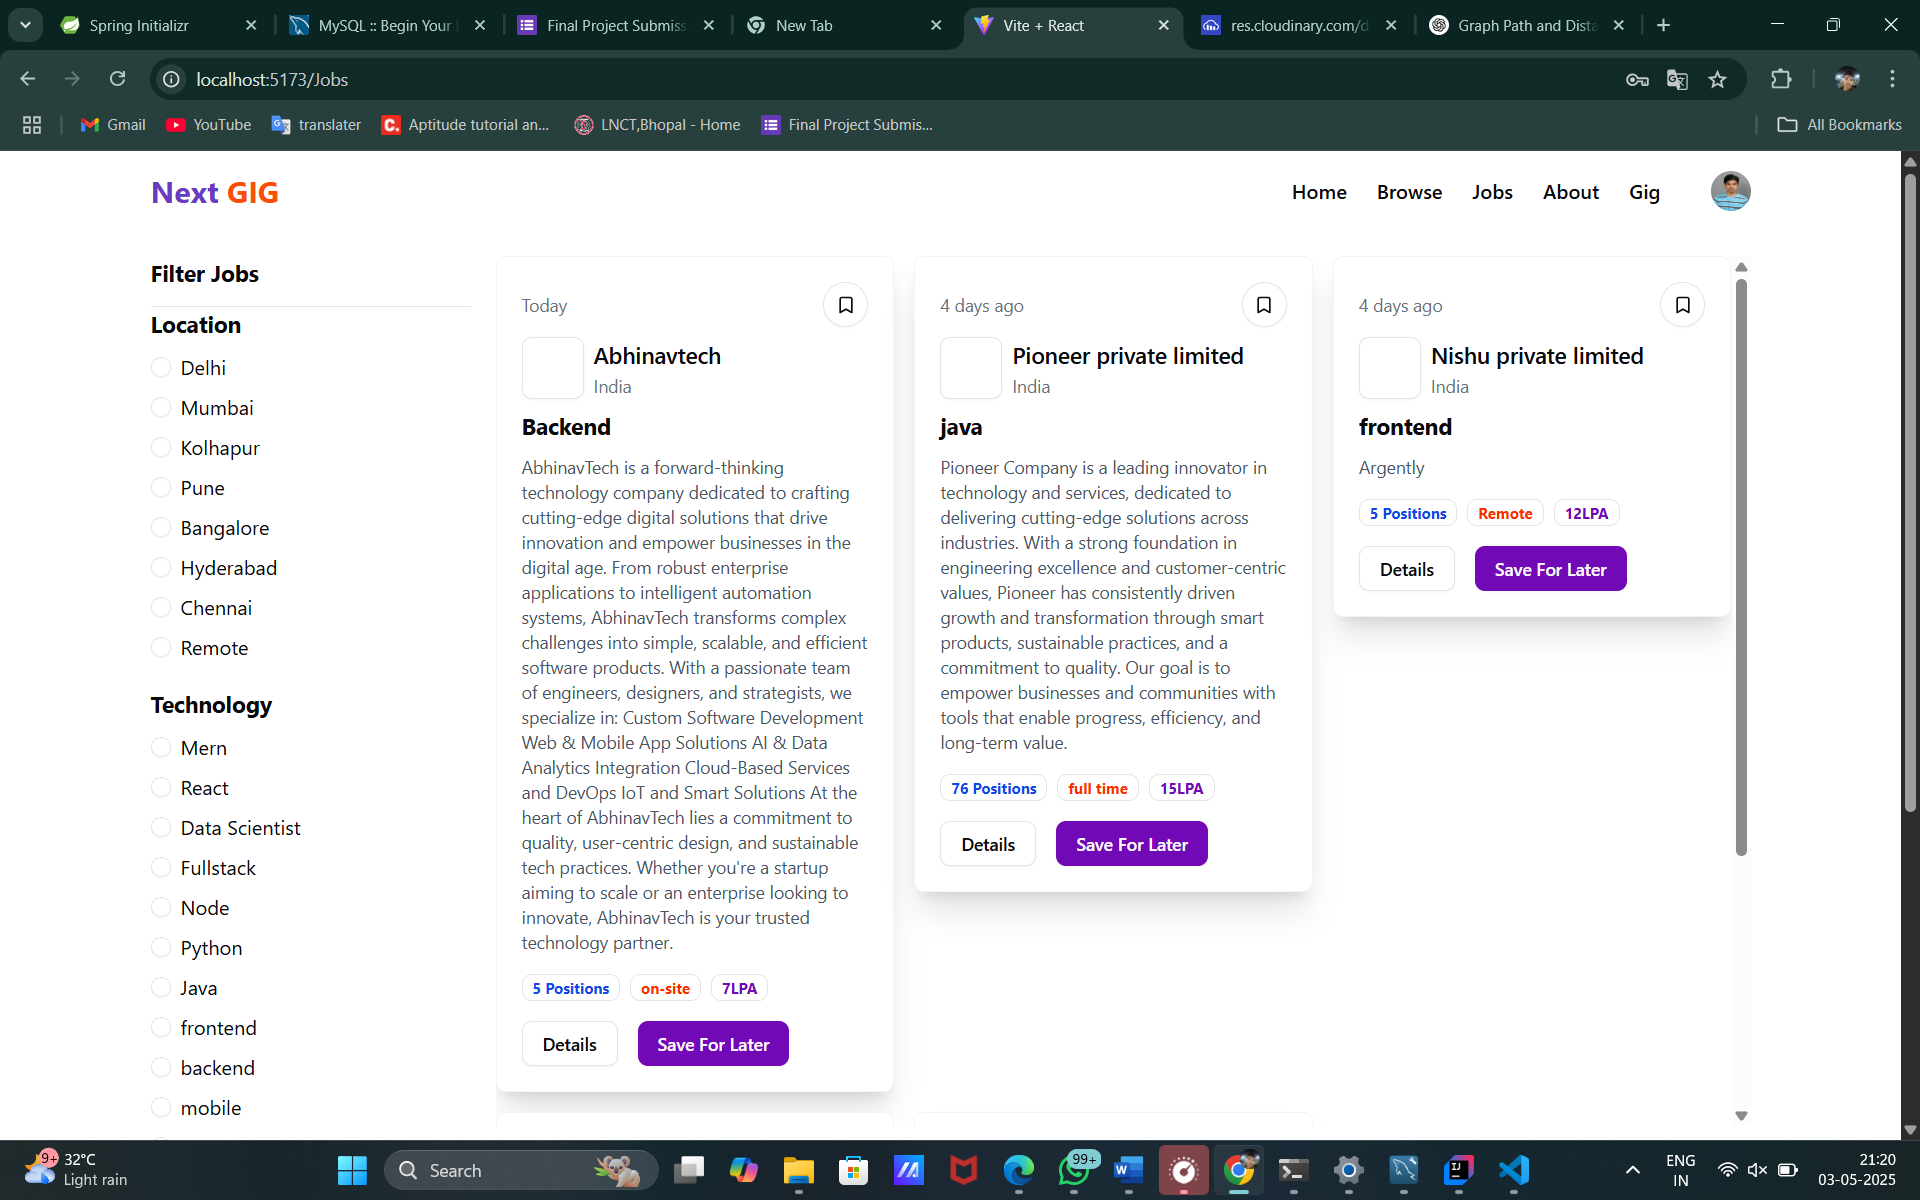 Spring Initializr
MySQL :: Begin Your
Final Project Submiss
New Tab
Vite + React
res.cloudinary.com/d
Graph Path and Dista
localhost:5173/Jobs
Gmail
YouTube
translater
Aptitude tutorial an...
LNCT,Bhopal - Home
Final Project Submis...
All Bookmarks
Next GIG
Home
Browse
Jobs
About
Gig
Filter Jobs
Location
Delhi
Mumbai
Kolhapur
Pune
Bangalore
Hyderabad
Chennai
Remote
Technology
Mern
React
Data Scientist
Fullstack
Node
Python
Java
frontend
backend
mobile
Today
Abhinavtech
India
Backend
AbhinavTech is a forward-thinking
technology company dedicated to crafting
cutting-edge digital solutions that drive
innovation and empower businesses in the
digital age. From robust enterprise
applications to intelligent automation
systems, AbhinavTech transforms complex
challenges into simple, scalable, and efficient
software products. With a passionate team
of engineers, designers, and strategists, we
specialize in: Custom Software Development
Web & Mobile App Solutions AI & Data
Analytics Integration Cloud-Based Services
and DevOps IoT and Smart Solutions At the
heart of AbhinavTech lies a commitment to
quality, user-centric design, and sustainable
tech practices. Whether you're a startup
aiming to scale or an enterprise looking to
innovate, AbhinavTech is your trusted
technology partner.
5 Positions
on-site
7LPA
Details
Save For Later
4 days ago
Pioneer private limited
India
java
Pioneer Company is a leading innovator in
technology and services, dedicated to
delivering cutting-edge solutions across
industries. With a strong foundation in
engineering excellence and customer-centric
values, Pioneer has consistently driven
growth and transformation through smart
products, sustainable practices, and a
commitment to quality. Our goal is to
empower businesses and communities with
tools that enable progress, efficiency, and
long-term value.
76 Positions
full time
15LPA
Details
Save For Later
4 days ago
Nishu private limited
India
frontend
Argently
5 Positions
Remote
12LPA
Details
Save For Later
9+
32°C
Light rain
Search
99+
ENG
IN
21:20
03-05-2025